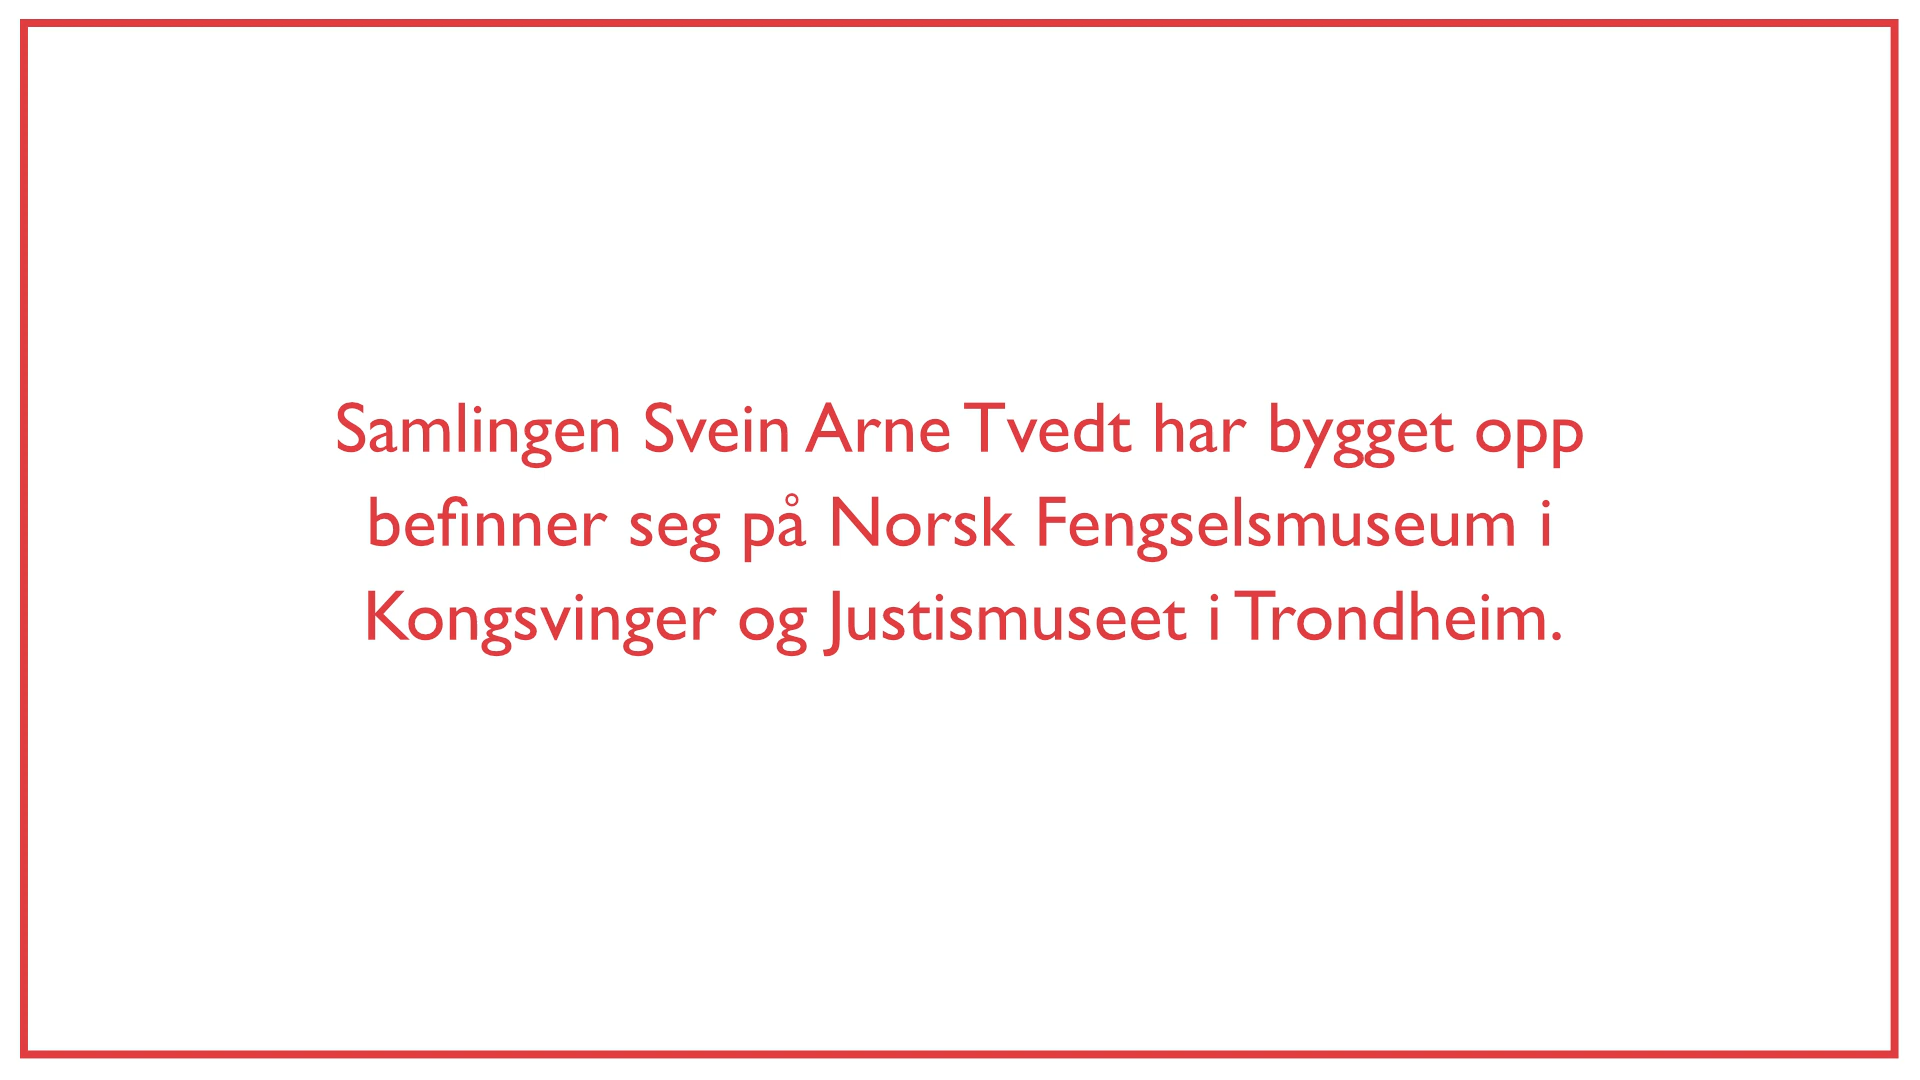 Samlingen Svein Arne Tvedt har bygget opp
befinner seg på Norsk Fengselsmuseum i
Kongsvinger og Justismuseet i Trondheim.